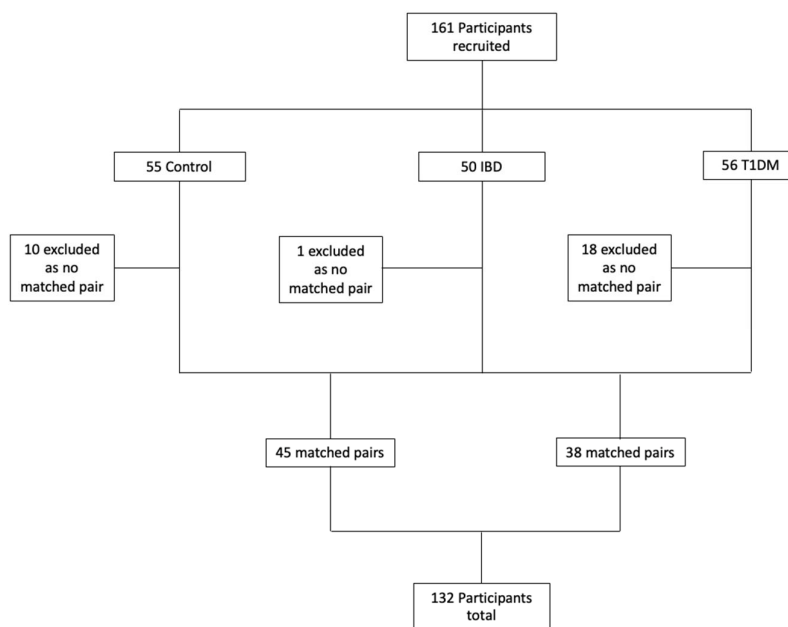 161 Participants
recruited
55 Control
50 IBD
56 T1DM
10 excluded
as no
matched pair
1 excluded
as no
matched pair
18 excluded
as no
matched pair
45 matched pairs
38 matched pairs
132 Participants
total